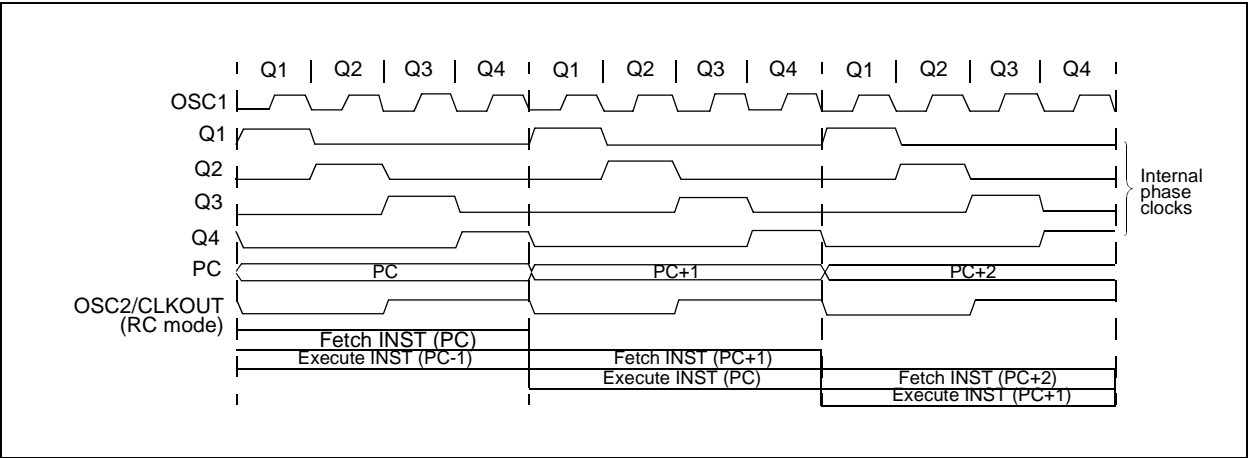 Q1 Q2 Q3 Q4 Q1 Q2 Q3 Q4 Q1 Q2 Q3 Q4
OSC1
Q1
Q2
Q3
Q4
Internal
phase
clocks
PC PC PC+1 PC+2
OSC2/CLKOUT
(RC mode)
Fetch INST (PC)
Execute INST (PC-1) Fetch INST (PC+1)
Execute INST (PC) Fetch INST (PC+2)
Execute INST (PC+1)